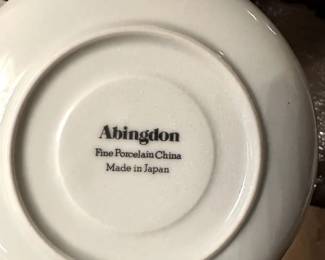 Abingdon
Fine Porcelain China
Made in Japan